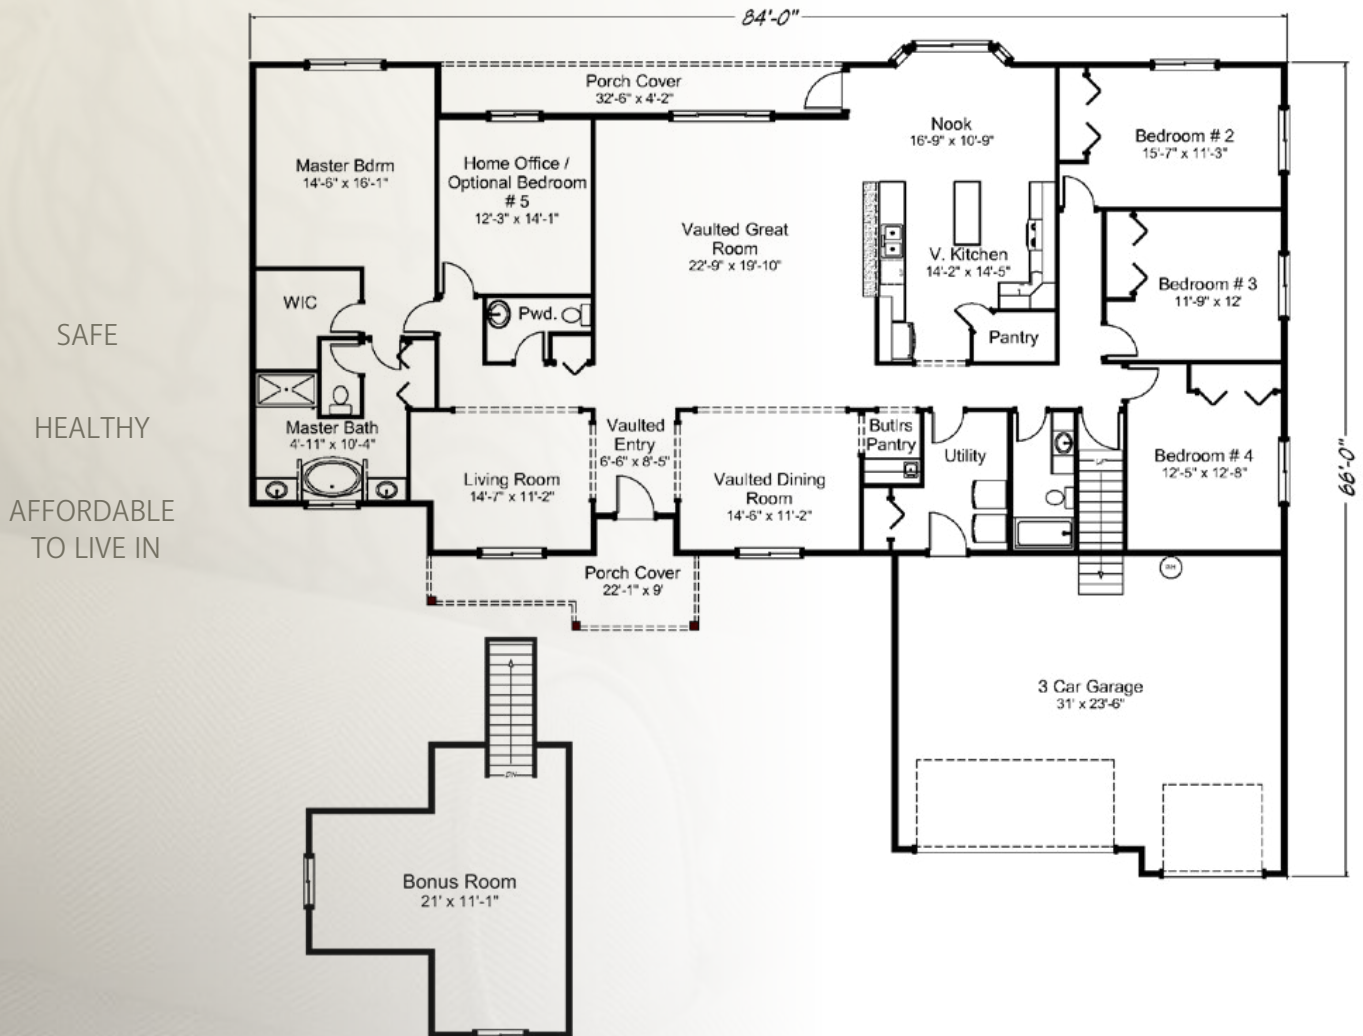 84'-0"
Porch Cover
32'-6" x 4'-2"
Nook
16'-9" x 10'-9"
Bedroom # 2
15'-7" x 11'-3"
Master Bdrm
14'-6" x 16'-1"
Home Office /
Optional Bedroom
# 5
12'-3" x 14'-1"
Vaulted Great
Room
22'-9" x 19'-10"
V. Kitchen
14'-2" x 14'-5"
Bedroom # 3
11'-9" x 12'
WIC
Pwd.
Pantry
SAFE
HEALTHY
AFFORDABLE
TO LIVE IN
Master Bath
4'-11" x 10'-4"
Vaulted
Entry
6'-6" x 8'-5"
Butlrs
Pantry
Utility
Bedroom # 4
12'-5" x 12'-8"
Living Room
14'-7" x 11'-2"
Vaulted Dining
Room
14'-6" x 11'-2"
66'-0"
Porch Cover
22'-1" x 9'
3 Car Garage
31' x 23'-6"
Bonus Room
21' x 11'-1"